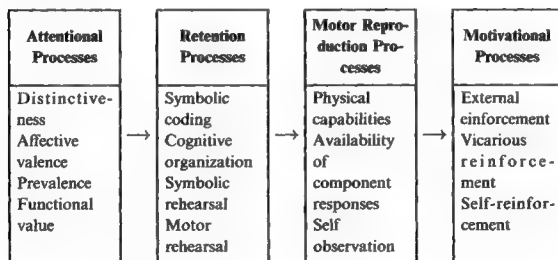 Attentional
Processes
Distinctive-
ness
Affective
valence
Prevalence
Functional
value
→
Retention
Processes
Symbolic
coding
Cognitive
organization
Symbolic
rehearsal
Motor
rehearsal
→
Motor Repro-
duction Pro-
cesses
Physical
capabilities
Availability
of
component
responses
Self
observation
→
Motivational
Processes
External
einforcement
Vicarious
reinforce-
ment
Self-reinfor-
cement